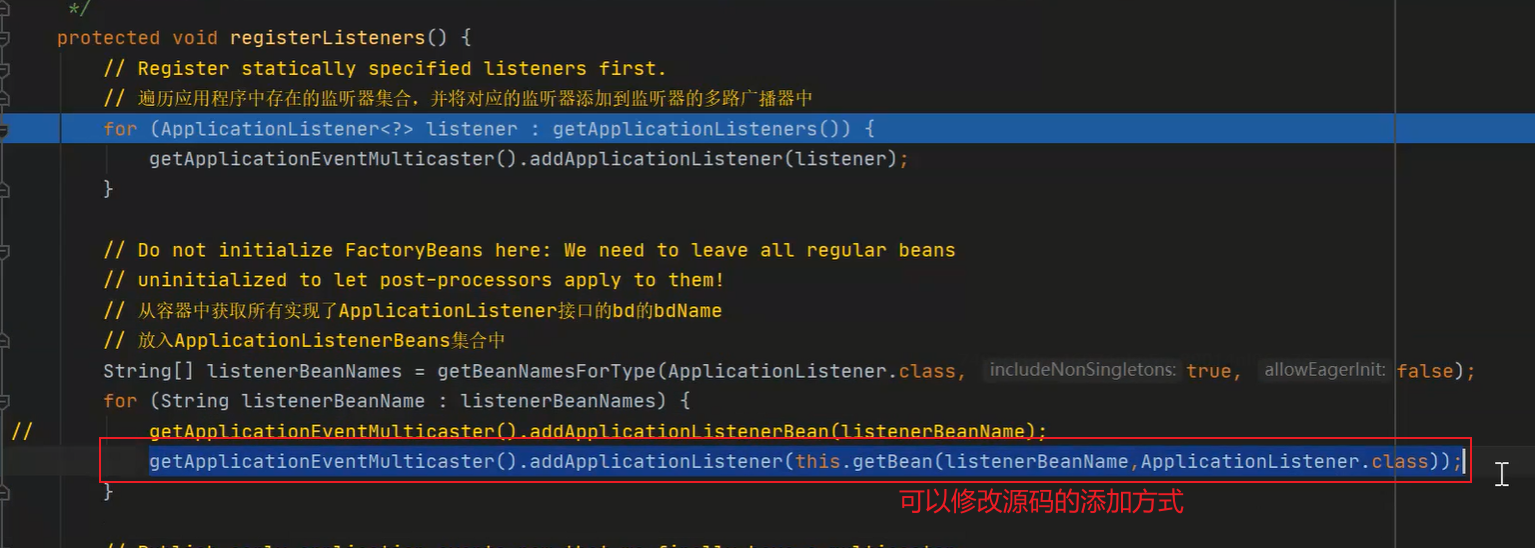 */
protected void registerListeners() {
// Register statically specified listeners first.
// 遍历应用程序中存在的监听器集合，并将对应的监听器添加到监听器的多路广播器中
for (ApplicationListener<?> listener : getApplicationListeners()) {
getApplicationEventMulticaster().addApplicationListener(listener);
}
// Do not initialize FactoryBeans here: We need to leave all regular beans
// uninitialized to let post-processors apply to them!
// 从容器中获取所有实现了ApplicationListener接口的bd的bdName
// 放入ApplicationListenerBeans集合中
String[] listenerBeanNames = getBeanNamesForType(ApplicationListener.class, includeNonSingletons: true, allowEagerInit: false);
for (String listenerBeanName : listenerBeanNames) {
// getApplicationEventMulticaster().addApplicationListenerBean(listenerBeanName);
getApplicationEventMulticaster().addApplicationListener(this.getBean(listenerBeanName,ApplicationListener.class));
}
可以修改源码的添加方式